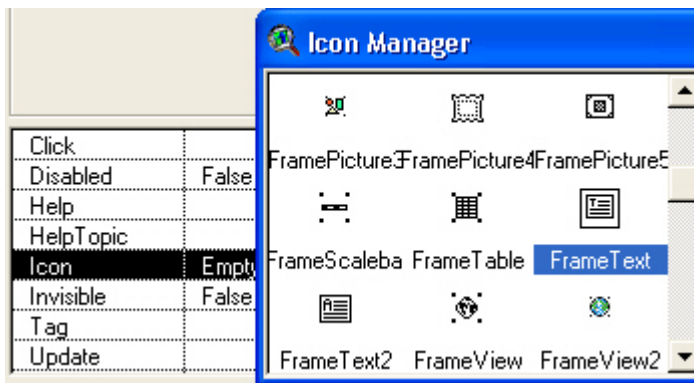 Icon Manager
FramePicture3 FramePicture4 FramePicture5
FrameScaleba FrameTable FrameText
FrameText2 FrameView FrameView2
Click
Disabled False
Help
HelpTopic
Icon Empty
Invisible False
Tag
Update